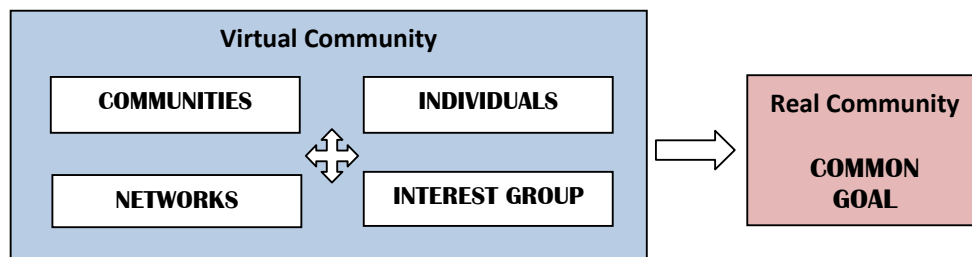 Virtual Community
COMMUNITIES
INDIVIDUALS
NETWORKS
INTEREST GROUP
Real Community
COMMON
GOAL